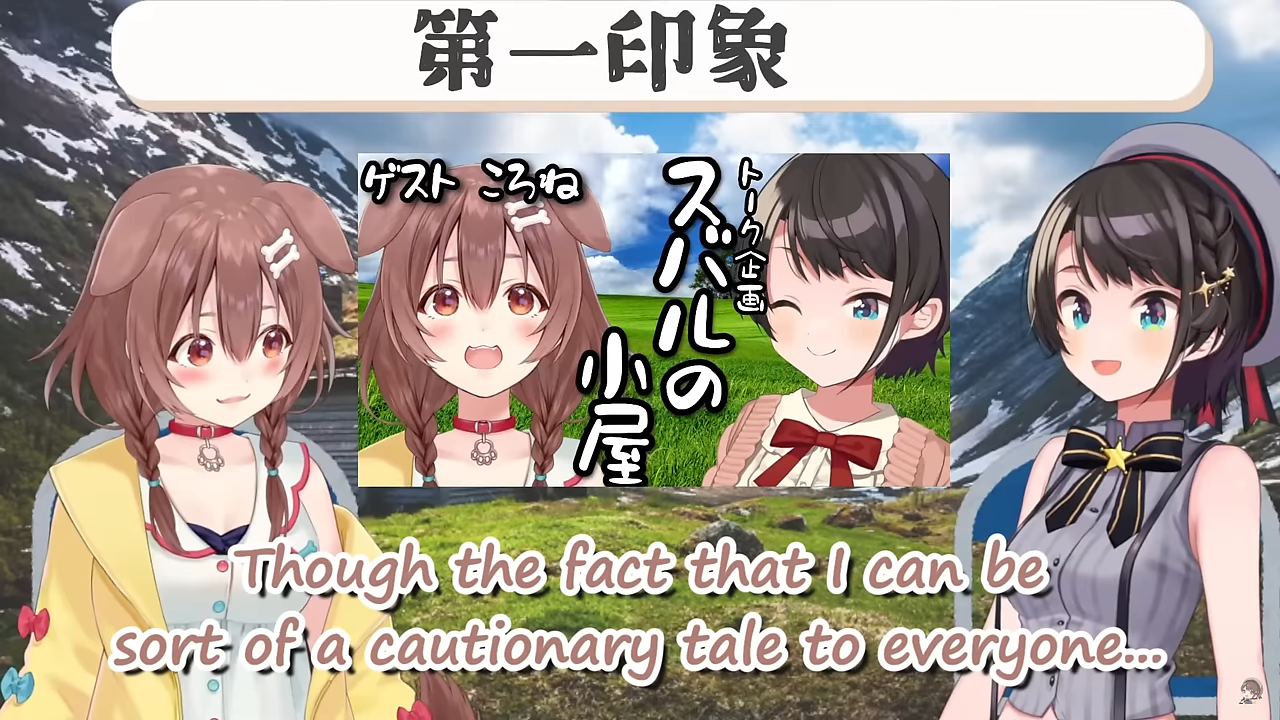 第一印象
ゲスト ころね
トーク企画
スバルの
小屋
Though the fact that I can be
sort of a cautionary tale to everyone...